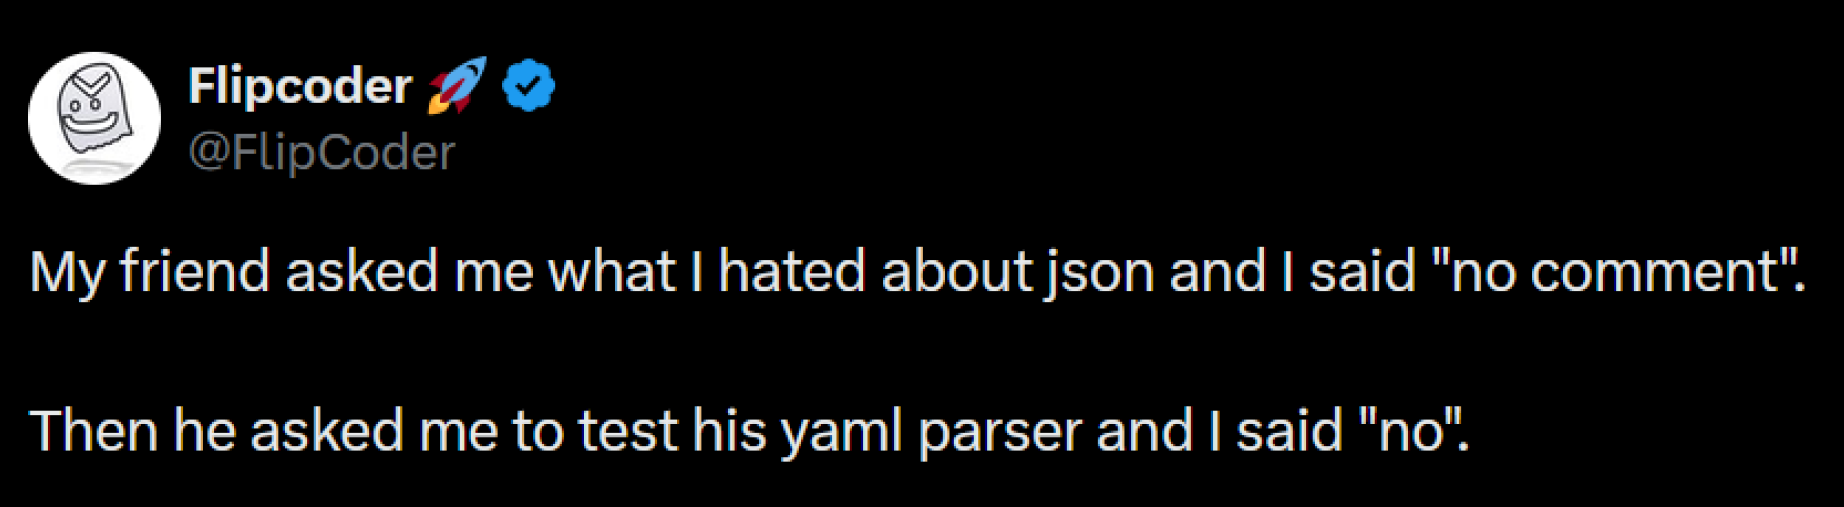 Flipcoder 🚀
@FlipCoder
My friend asked me what I hated about json and I said "no comment".
Then he asked me to test his yaml parser and I said "no".